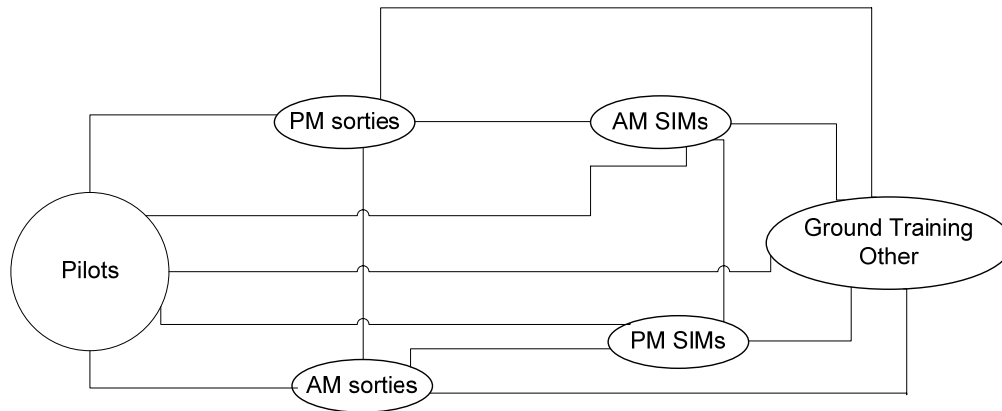 PM sorties
AM SIMs
Ground Training
Other
Pilots
PM SIMs
AM sorties